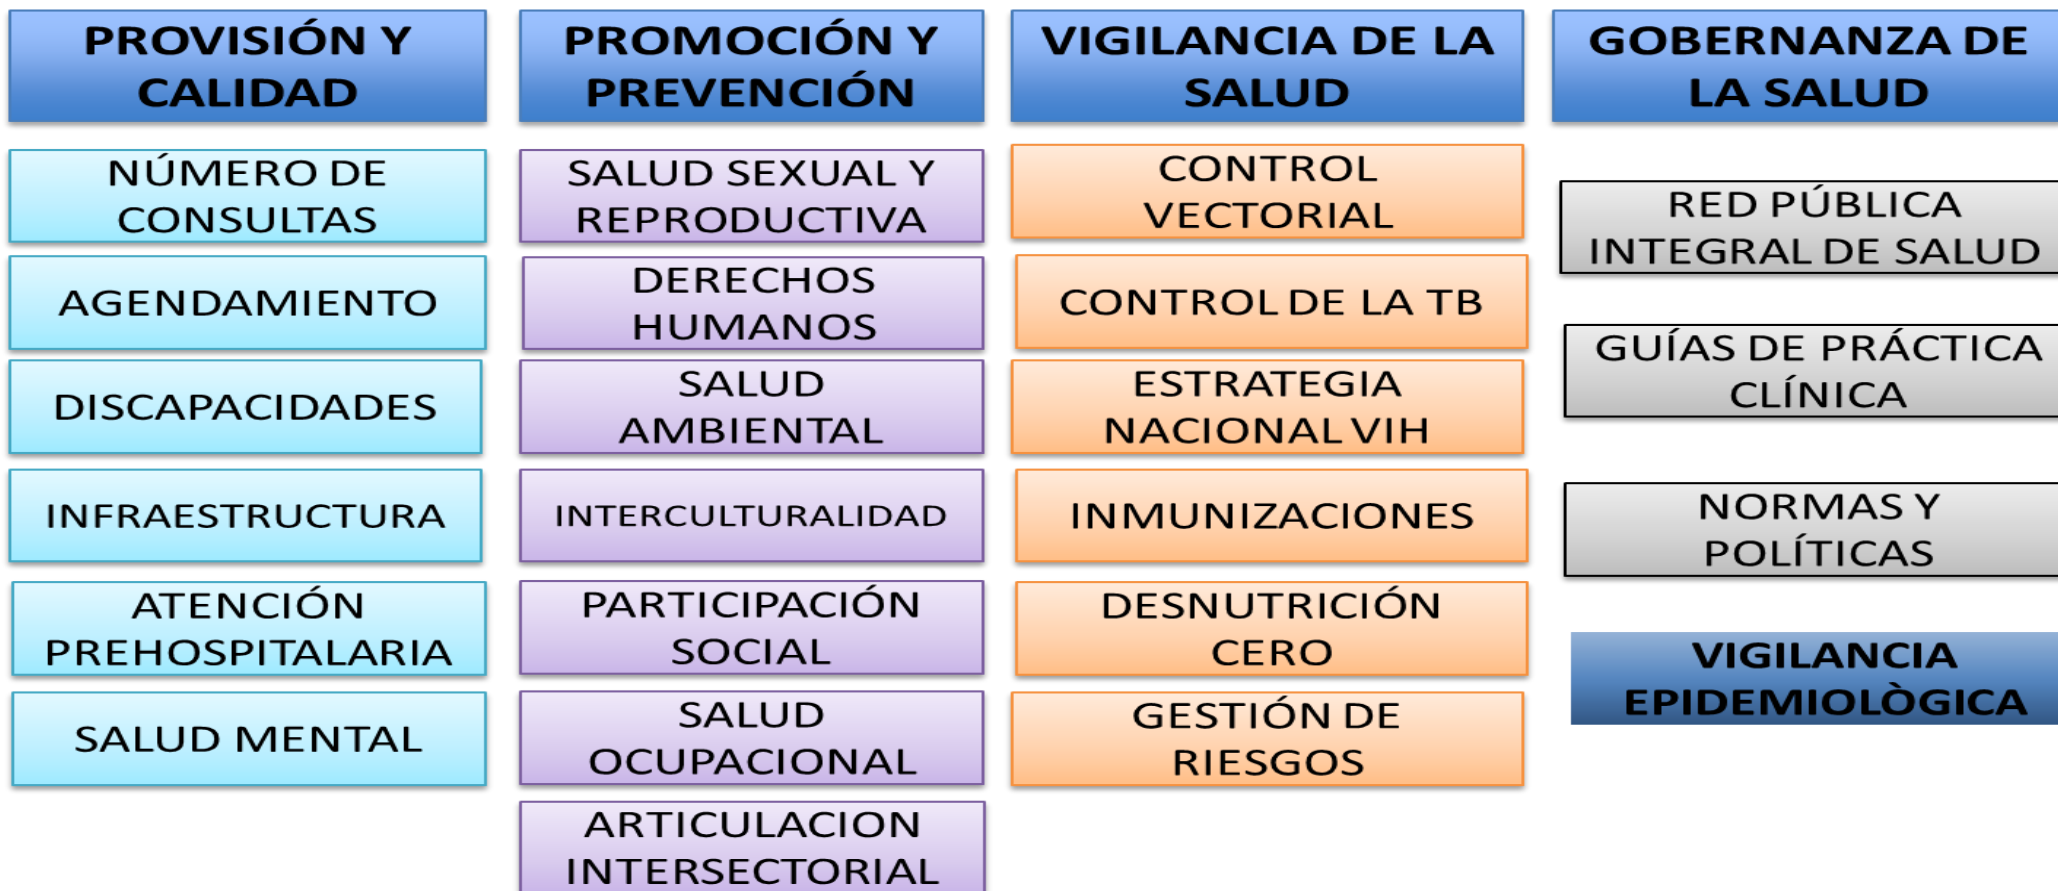 PROVISIÓN Y
CALIDAD
NÚMERO DE
CONSULTAS
AGENDAMIENTO
DISCAPACIDADES
INFRAESTRUCTURA
ATENCIÓN
PREHOSPITALARIA
SALUD MENTAL
PROMOCIÓN Y
PREVENCIÓN
SALUD SEXUAL Y
REPRODUCTIVA
DERECHOS
HUMANOS
SALUD
AMBIENTAL
INTERCULTURALIDAD
PARTICIPACIÓN
SOCIAL
SALUD
OCUPACIONAL
ARTICULACION
INTERSECTORIAL
VIGILANCIA DE LA
SALUD
CONTROL
VECTORIAL
CONTROL DE LA TB
ESTRATEGIA
NACIONAL VIH
INMUNIZACIONES
DESNUTRICIÓN
CERO
GESTIÓN DE
RIESGOS
GOBERNANZA DE
LA SALUD
RED PÚBLICA
INTEGRAL DE SALUD
GUÍAS DE PRÁCTICA
CLÍNICA
NORMAS Y
POLÍTICAS
VIGILANCIA
EPIDEMIOLÒGICA